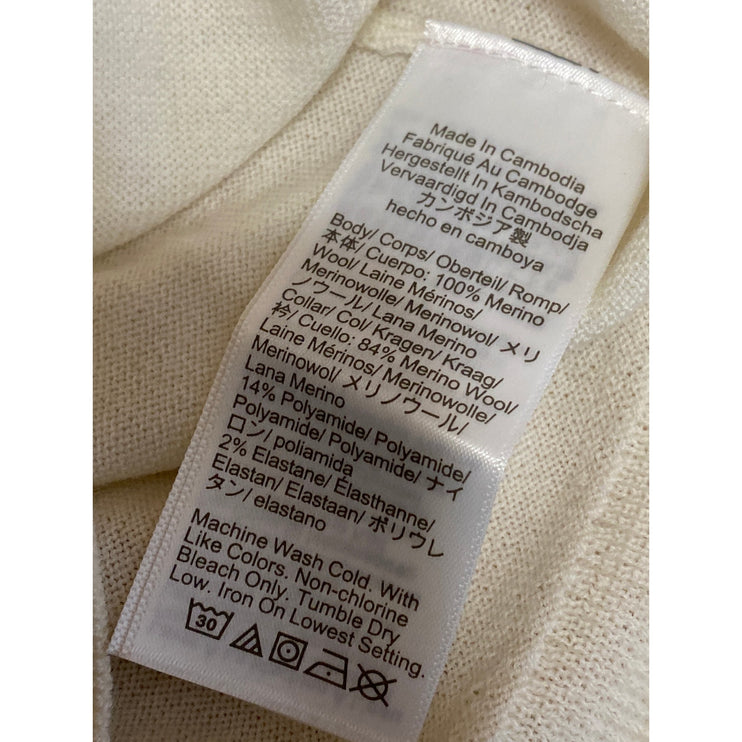 Made In Cambodia
Fabriqué Au Cambodge
Hergestellt In Kambodscha
Vervaardigd In Cambodja
カンボジア製
hecho en camboya
Body/ Corps/ Oberteil/ Romp/
本体/ Cuerpo: 100% Merino
Wool/ Laine Mérinos/
Merinowolle/ Merinowol/ メリ
ノウール/ Lana Merino
Collar/ Col/ Kragen/ Kraag/
衿/ Cuello: 84% Merino Wool/
Laine Mérinos/ Merinowolle/
Merinowol/ メリノウール/
Lana Merino
14% Polyamide/ Polyamide/
Polyamide/ Polyamide/ ナイ
ロン/ poliamida
2% Elastane/ Élasthanne/
Elastan/ Elastaan/ ポリウレ
タン/ elastano
Machine Wash Cold. With
Like Colors. Non-chlorine
Bleach Only. Tumble Dry
Low. Iron On Lowest Setting.
30